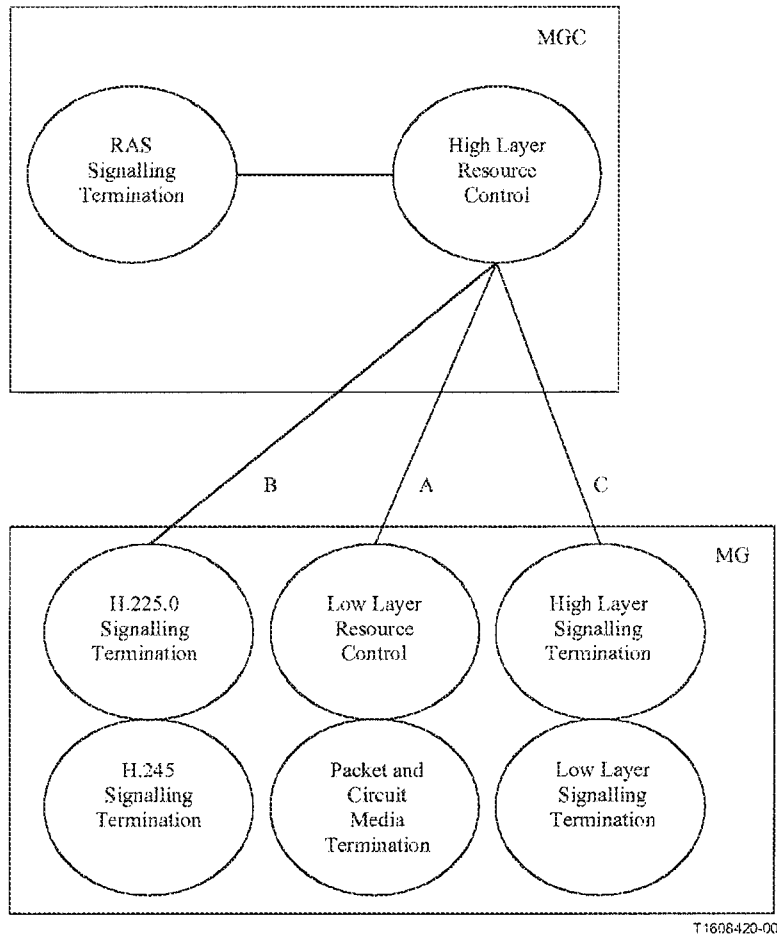 MGC
RAS
Signalling
Termination
High Layer
Resource
Control
B
A
C
MG
H.225.0
Signalling
Termination
Low Layer
Resource
Control
High Layer
Signalling
Termination
H.245
Signalling
Termination
Packet and
Circuit
Media
Termination
Low Layer
Signalling
Termination
T1608420-00